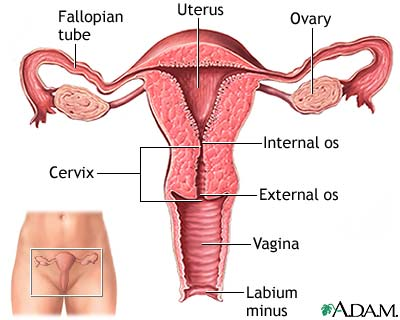 Fallopian
tube
Uterus
Ovary
Internal os
Cervix
External os
Vagina
Labium
minus
A.D.A.M.